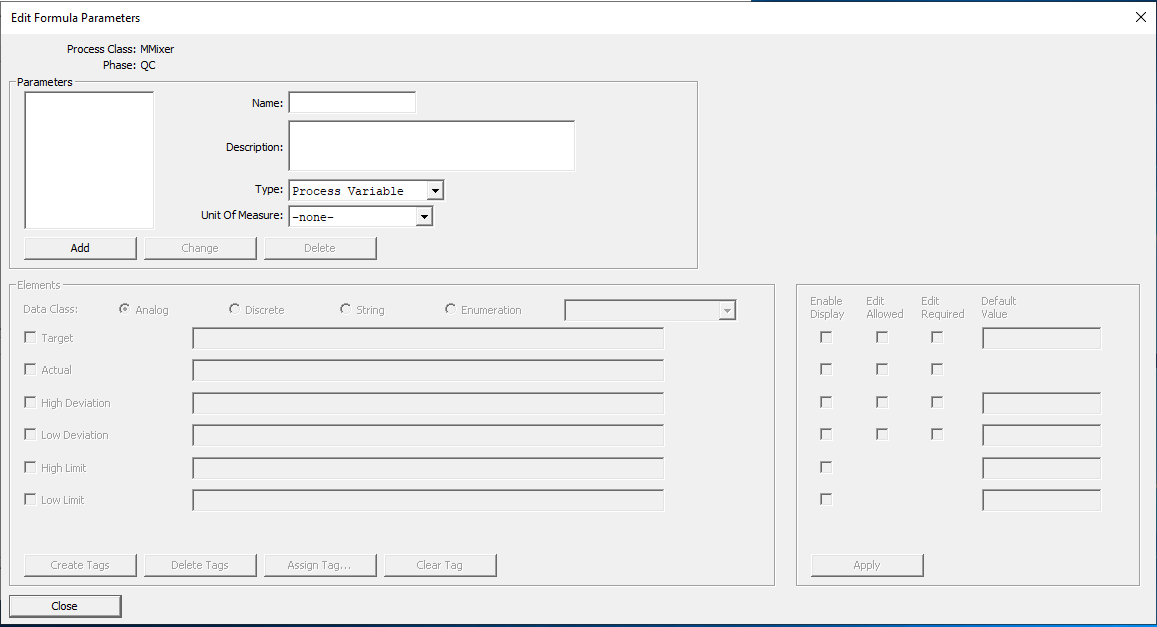 Edit Formula Parameters
Process Class: MMixer
Phase: QC
Parameters
Name:
Description:
Type: Process Variable
Unit Of Measure: -none-
Add Change Delete
Elements
Data Class: Analog Discrete String Enumeration
Enable Display Edit Allowed Edit Required Default Value
Target
Actual
High Deviation
Low Deviation
High Limit
Low Limit
Create Tags Delete Tags Assign Tag... Clear Tag Apply
Close